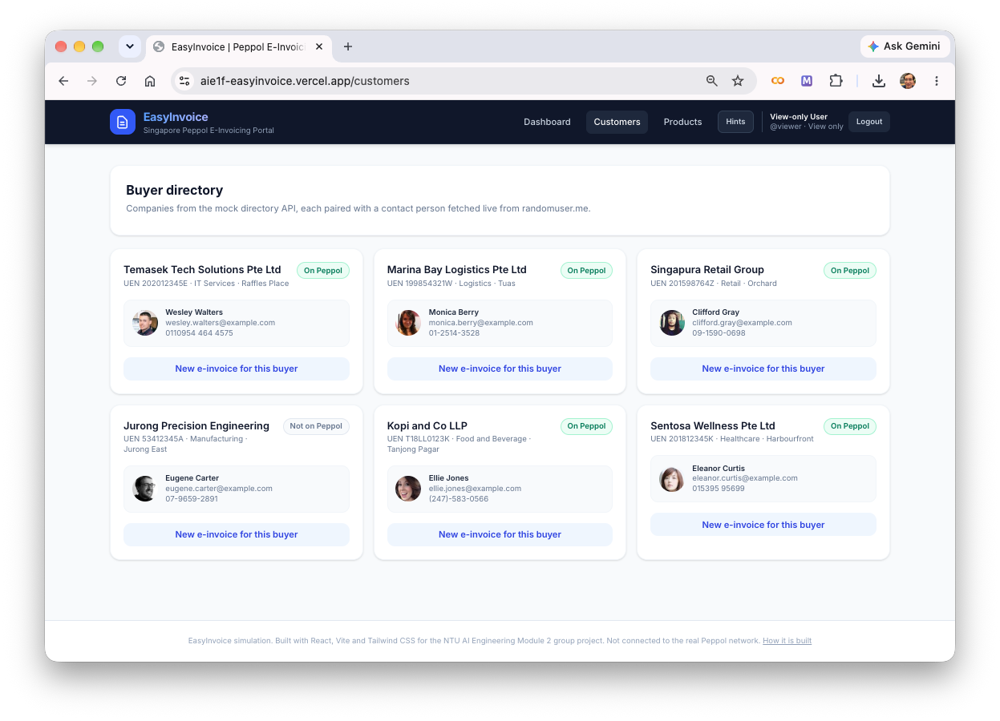 EasyInvoice | Peppol E-Invoic
Ask Gemini
aie1f-easyinvoice.vercel.app/customers
M
EasyInvoice
Singapore Peppol E-Invoicing Portal
Dashboard
Customers
Products
Hints
View-only User
@viewer · View only
Logout
Buyer directory
Companies from the mock directory API, each paired with a contact person fetched live from randomuser.me.
Temasek Tech Solutions Pte Ltd
On Peppol
UEN 202012345E · IT Services · Raffles Place
Wesley Walters
wesley.walters@example.com
0110954 464 4575
New e-invoice for this buyer
Marina Bay Logistics Pte Ltd
On Peppol
UEN 199854321W · Logistics · Tuas
Monica Berry
monica.berry@example.com
01-2514-3528
New e-invoice for this buyer
Singapura Retail Group
On Peppol
UEN 201598764Z · Retail · Orchard
Clifford Gray
clifford.gray@example.com
09-1590-0698
New e-invoice for this buyer
Jurong Precision Engineering
Not on Peppol
UEN 53412345A · Manufacturing ·
Jurong East
Eugene Carter
eugene.carter@example.com
07-9659-2891
New e-invoice for this buyer
Kopi and Co LLP
On Peppol
UEN T18LL0123K · Food and Beverage ·
Tanjong Pagar
Ellie Jones
ellie.jones@example.com
(247)-583-0566
New e-invoice for this buyer
Sentosa Wellness Pte Ltd
On Peppol
UEN 201812345K · Healthcare · Harbourfront
Eleanor Curtis
eleanor.curtis@example.com
015395 95699
New e-invoice for this buyer
EasyInvoice simulation. Built with React, Vite and Tailwind CSS for the NTU AI Engineering Module 2 group project. Not connected to the real Peppol network. How it is built